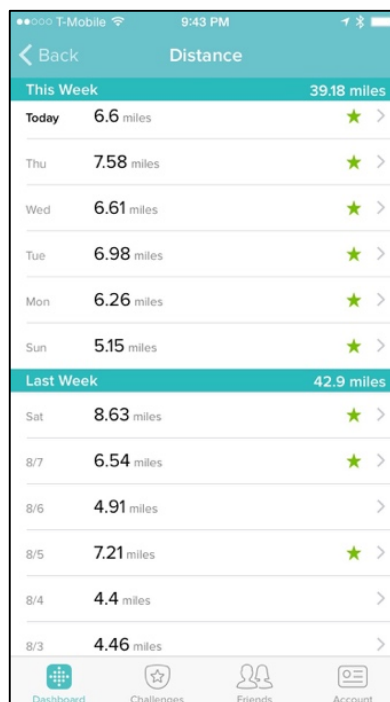 T-Mobile 9:43 PM
Back Distance
This Week 39.18 miles
Today 6.6 miles
Thu 7.58 miles
Wed 6.61 miles
Tue 6.98 miles
Mon 6.26 miles
Sun 5.15 miles
Last Week 42.9 miles
Sat 8.63 miles
8/7 6.54 miles
8/6 4.91 miles
8/5 7.21 miles
8/4 4.4 miles
8/3 4.46 miles
Dashboard Challenges Friends Account